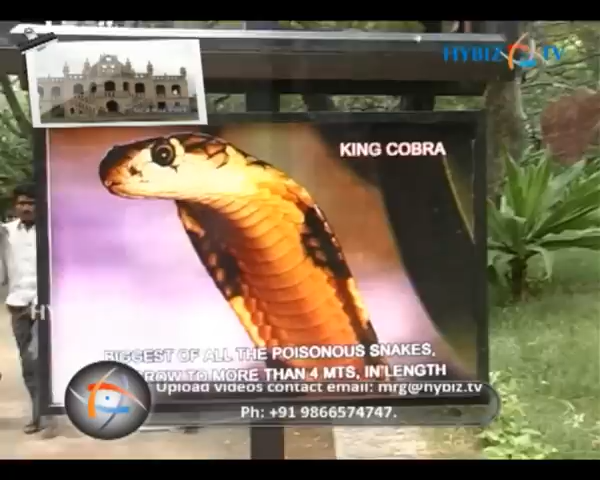 HYBIZ TV
KING COBRA
BIGGEST OF ALL THE POISONOUS SNAKES,
GROW TO MORE THAN 4 MTS. IN LENGTH
Upload videos contact email: mrg@hybiz.tv
Ph: +91 9866574747.